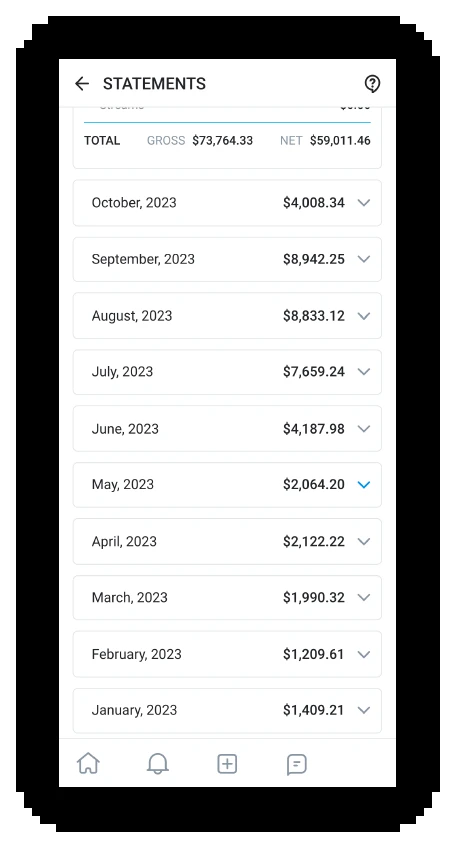 STATEMENTS
TOTAL GROSS $73,764.33 NET $59,011.46
October, 2023 $4,008.34
September, 2023 $8,942.25
August, 2023 $8,833.12
July, 2023 $7,659.24
June, 2023 $4,187.98
May, 2023 $2,064.20
April, 2023 $2,122.22
March, 2023 $1,990.32
February, 2023 $1,209.61
January, 2023 $1,409.21